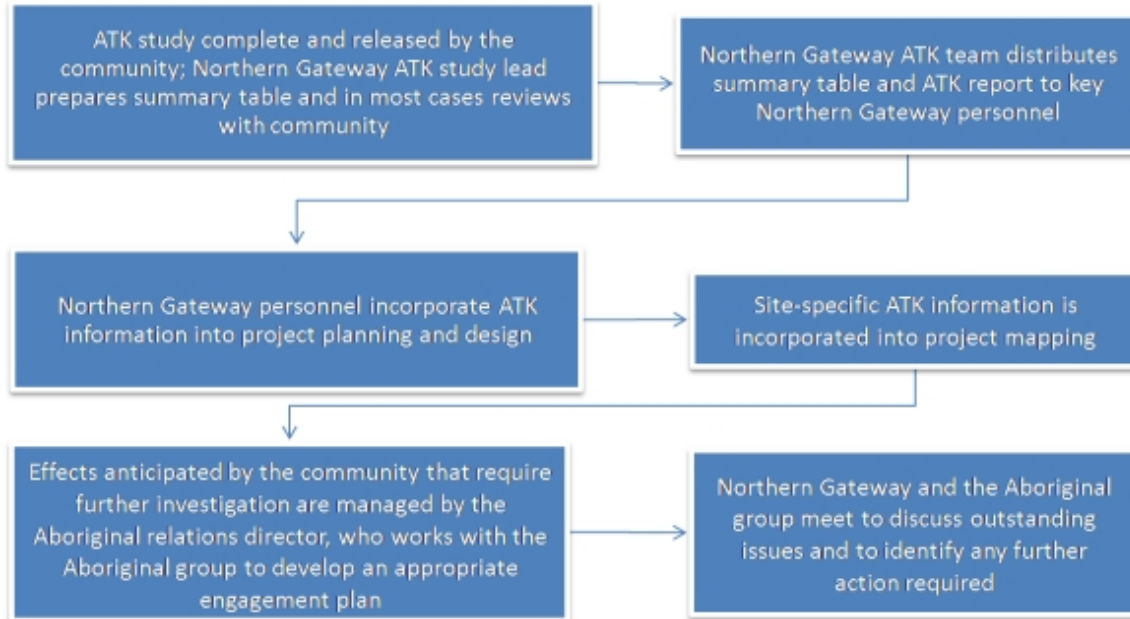 ATK study complete and released by the
community; Northern Gateway ATK study lead
prepares summary table and in most cases reviews
with community
Northern Gateway ATK team distributes
summary table and ATK report to key
Northern Gateway personnel
Northern Gateway personnel incorporate ATK
information into project planning and design
Site-specific ATK information is
incorporated into project mapping
Effects anticipated by the community that require
further investigation are managed by the
Aboriginal relations director, who works with the
Aboriginal group to develop an appropriate
engagement plan
Northern Gateway and the Aboriginal
group meet to discuss outstanding
issues and to identify any further
action required